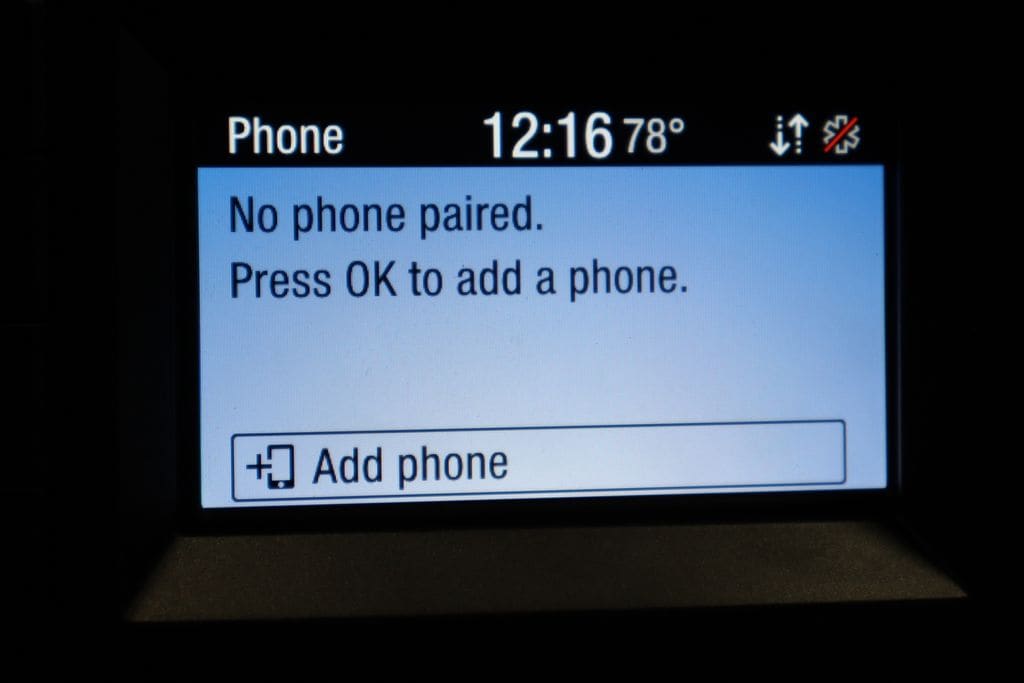 Phone 12:16 78°
No phone paired.
Press OK to add a phone.
Add phone